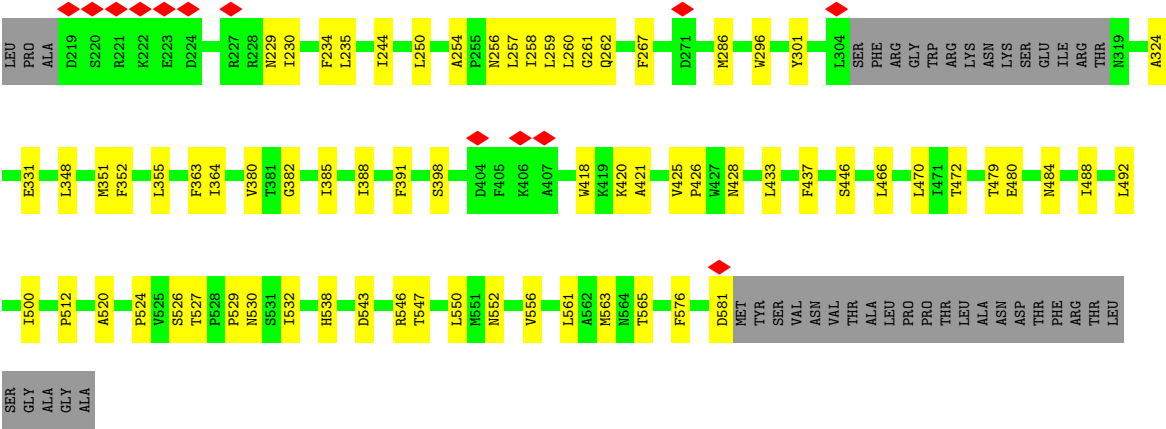 LEU PRO ALA D219 S220 R221 K222 E223 D224 R227 R228 N229 I230 F234 L235 I244 L250 A254 P255 N256 L257 I258 L259 L260 G261 Q262 F267 D271 M286 W296 Y301 L304 SER PHE ARG GLY TRP ARG LYS ASN LYS SER GLU ILE ARG THR N319 A324
E331 L348 M351 F352 L355 F363 I364 V380 T381 G382 I385 I388 F391 S398 D404 F405 K406 A407 W418 K419 K420 A421 V425 P426 W427 N428 L433 F437 S446 L466 L470 I471 T472 T479 E480 N484 I488 L492
I500 P512 A520 P524 V525 S526 T527 P528 P529 N530 S531 I532 H538 D543 R546 T547 L550 M551 N552 V556 L561 A562 M563 N564 T565 F576 D581 MET TYR SER VAL ASN VAL THR ALA LEU PRO PRO THR LEU ALA ASN ASP THR PHE ARG THR LEU
SER GLY ALA GLY ALA